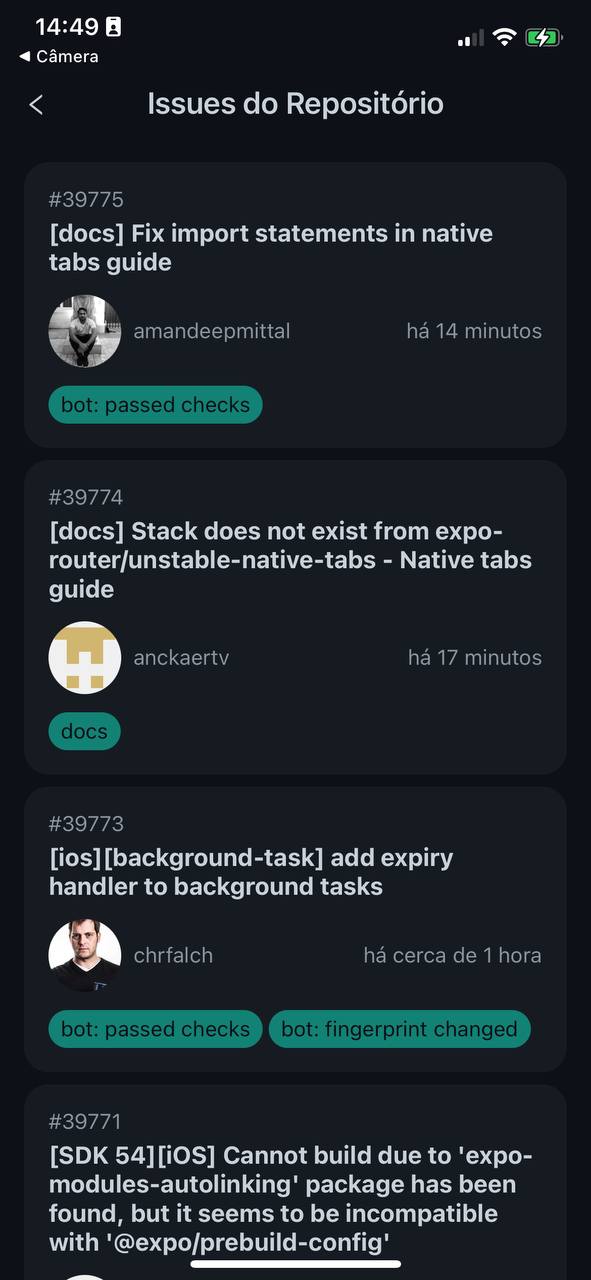 14:49
◀ Câmera
Issues do Repositório
#39775
[docs] Fix import statements in native
tabs guide
amandeepmittal
há 14 minutos
bot: passed checks
#39774
[docs] Stack does not exist from expo-
router/unstable-native-tabs - Native tabs
guide
anckaertv
há 17 minutos
docs
#39773
[ios][background-task] add expiry
handler to background tasks
chrfalch
há cerca de 1 hora
bot: passed checks
bot: fingerprint changed
#39771
[SDK 54][iOS] Cannot build due to 'expo-
modules-autolinking' package has been
found, but it seems to be incompatible
with '@expo/prebuild-config'